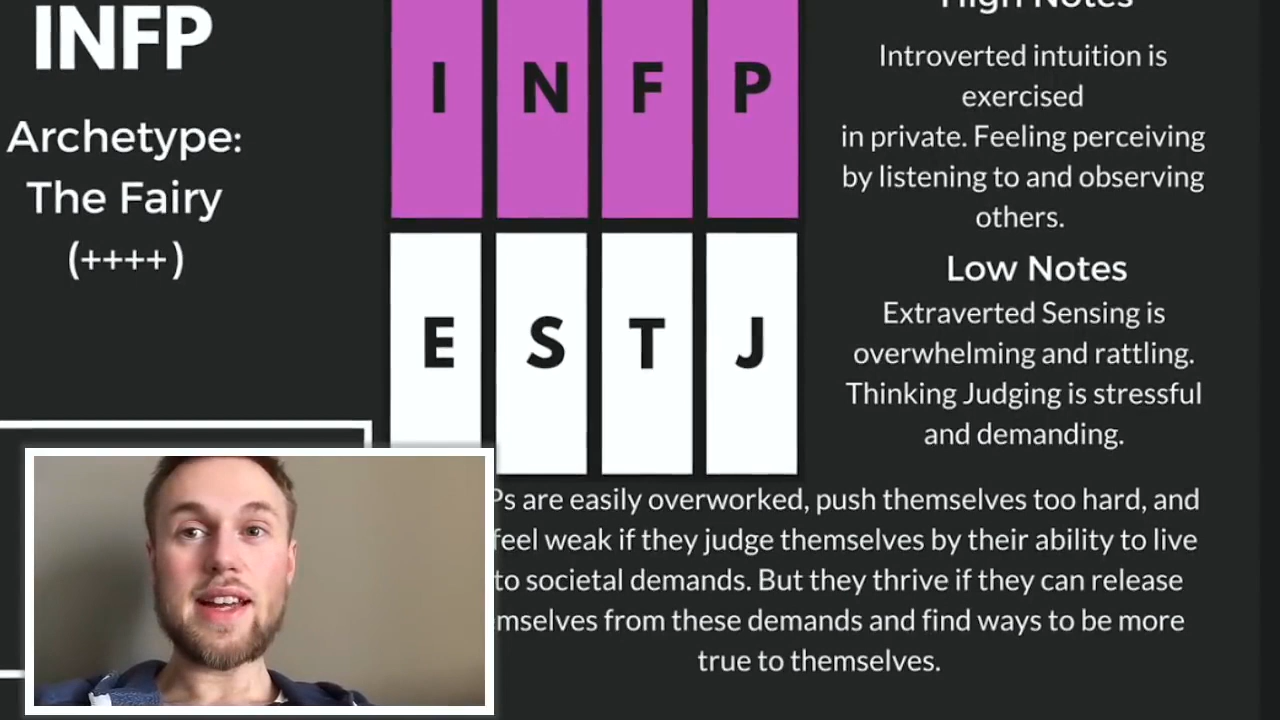 INFP
Archetype:
The Fairy
(++++)
I N F P
E S T J
High Notes
Introverted intuition is
exercised
in private. Feeling perceiving
by listening to and observing
others.
Low Notes
Extraverted Sensing is
overwhelming and rattling.
Thinking Judging is stressful
and demanding.
Ps are easily overworked, push themselves too hard, and
feel weak if they judge themselves by their ability to live
to societal demands. But they thrive if they can release
mselves from these demands and find ways to be more
true to themselves.